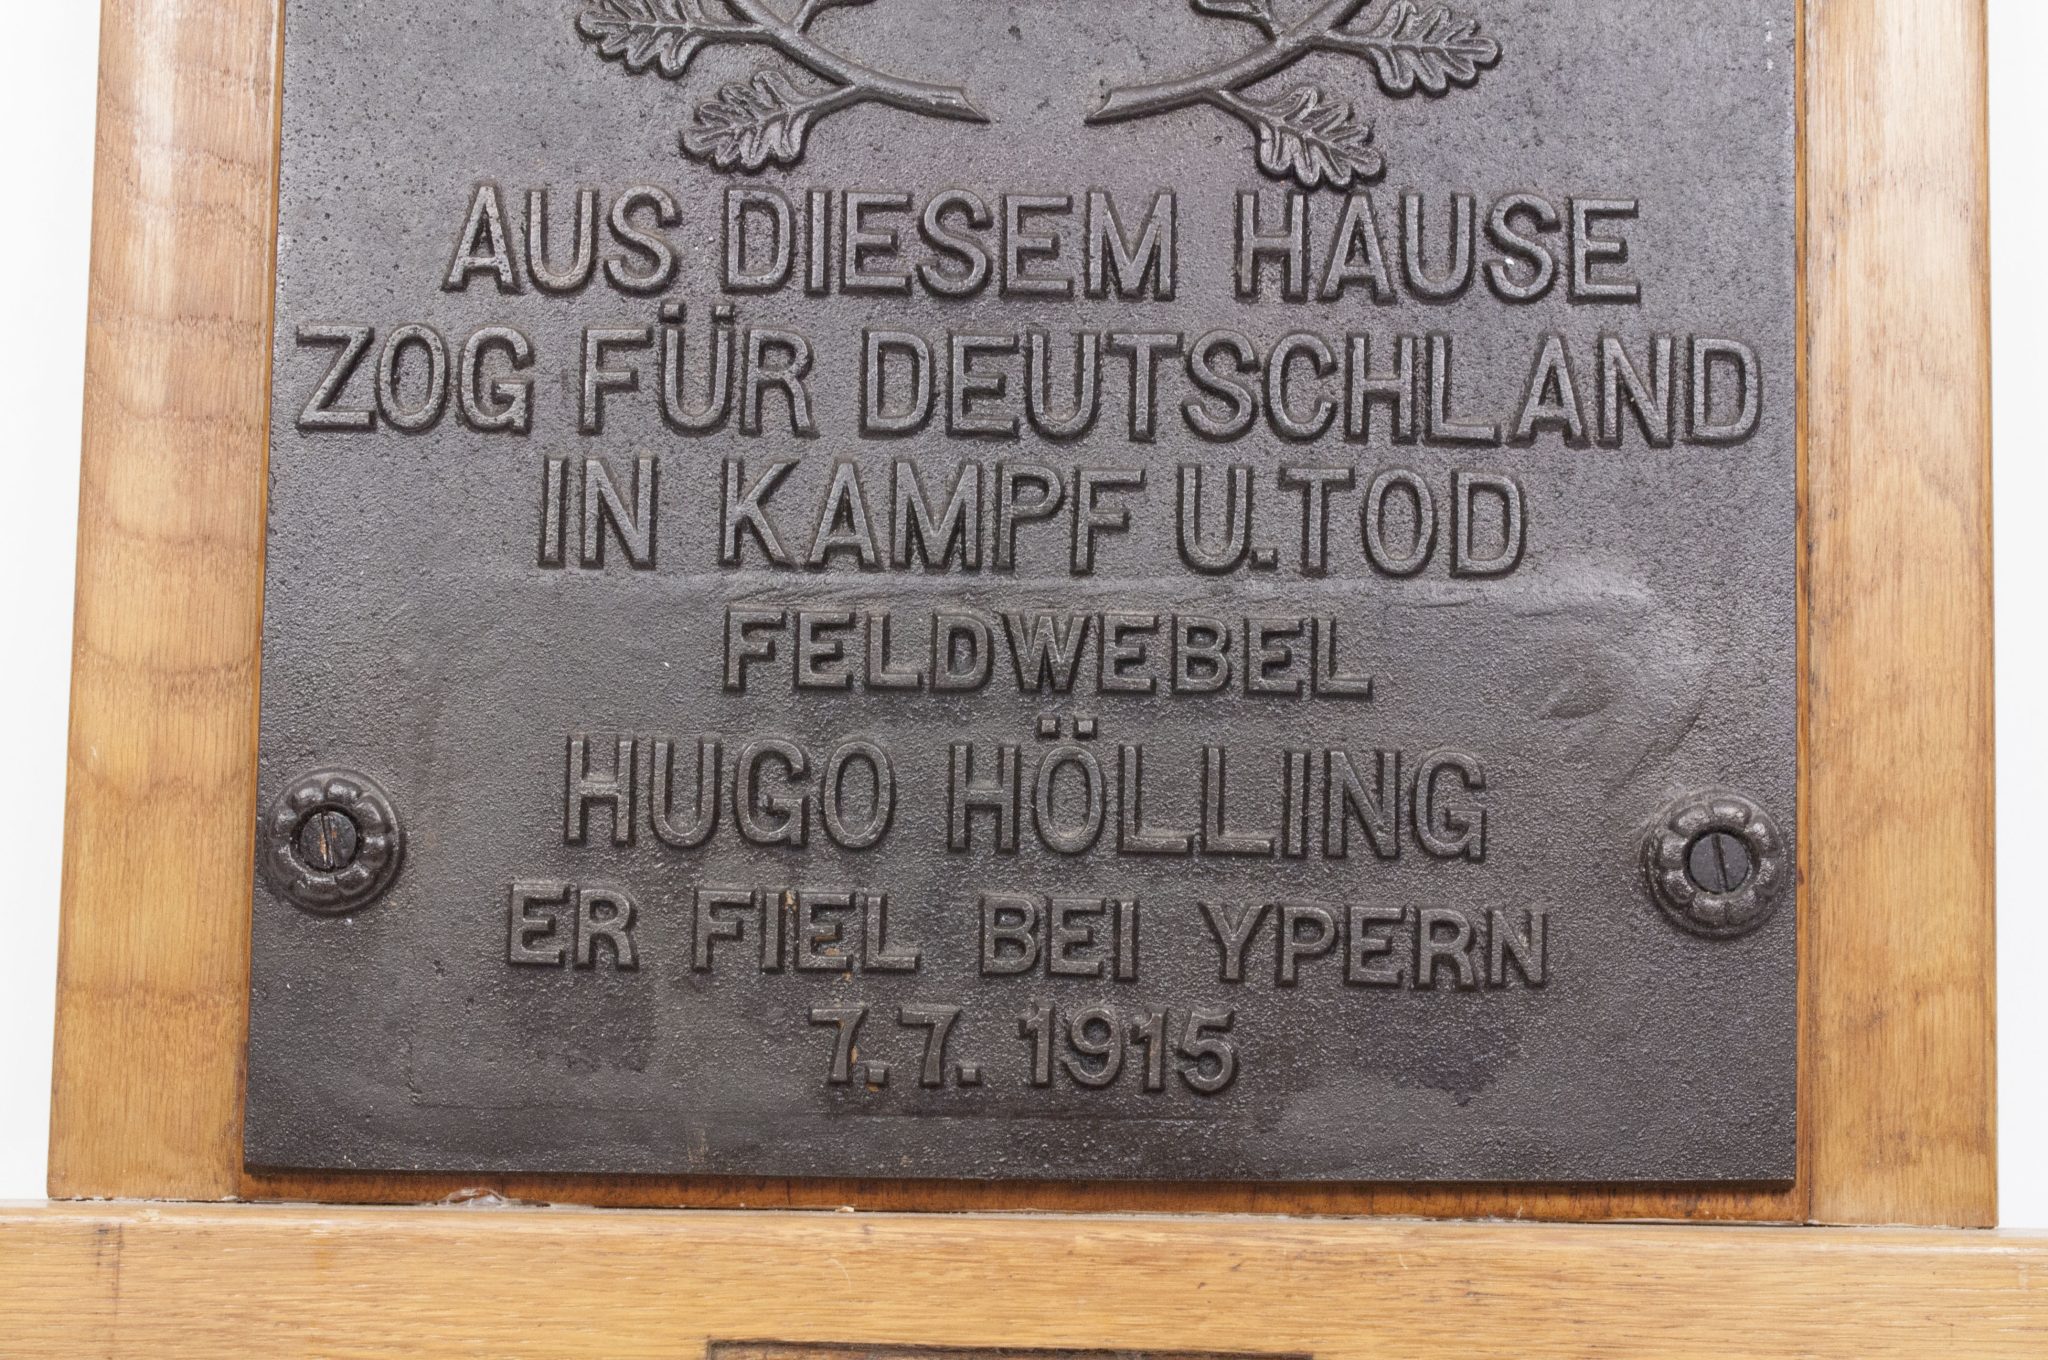 AUS DIESEM HAUSE
ZOG FÜR DEUTSCHLAND
IN KAMPF U. TOD
FELDWEBEL
HUGO HÖLLING
ER FIEL BEI YPERN
7.7. 1915